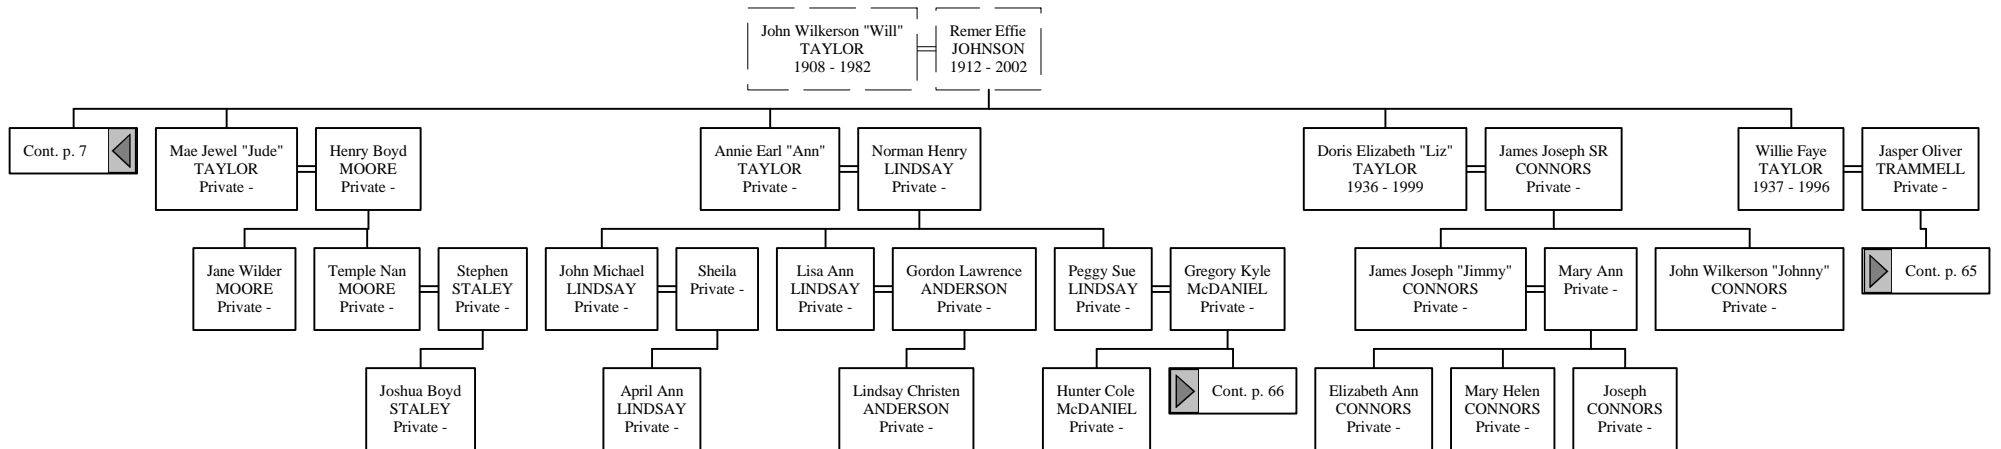 John Wilkerson "Will"
TAYLOR
1908 - 1982
Remer Effie
JOHNSON
1912 - 2002
Cont. p. 7
Mae Jewel "Jude"
TAYLOR
Private -
Henry Boyd
MOORE
Private -
Annie Earl "Ann"
TAYLOR
Private -
Norman Henry
LINDSAY
Private -
Doris Elizabeth "Liz"
TAYLOR
1936 - 1999
James Joseph SR
CONNORS
Private -
Willie Faye
TAYLOR
1937 - 1996
Jasper Oliver
TRAMMELL
Private -
Jane Wilder
MOORE
Private -
Temple Nan
MOORE
Private -
Stephen
STALEY
Private -
John Michael
LINDSAY
Private -
Sheila
Private -
Lisa Ann
LINDSAY
Private -
Gordon Lawrence
ANDERSON
Private -
Peggy Sue
LINDSAY
Private -
Gregory Kyle
McDANIEL
Private -
James Joseph "Jimmy"
CONNORS
Private -
Mary Ann
Private -
John Wilkerson "Johnny"
CONNORS
Private -
Cont. p. 65
Joshua Boyd
STALEY
Private -
April Ann
LINDSAY
Private -
Lindsay Christen
ANDERSON
Private -
Hunter Cole
McDANIEL
Private -
Cont. p. 66
Elizabeth Ann
CONNORS
Private -
Mary Helen
CONNORS
Private -
Joseph
CONNORS
Private -